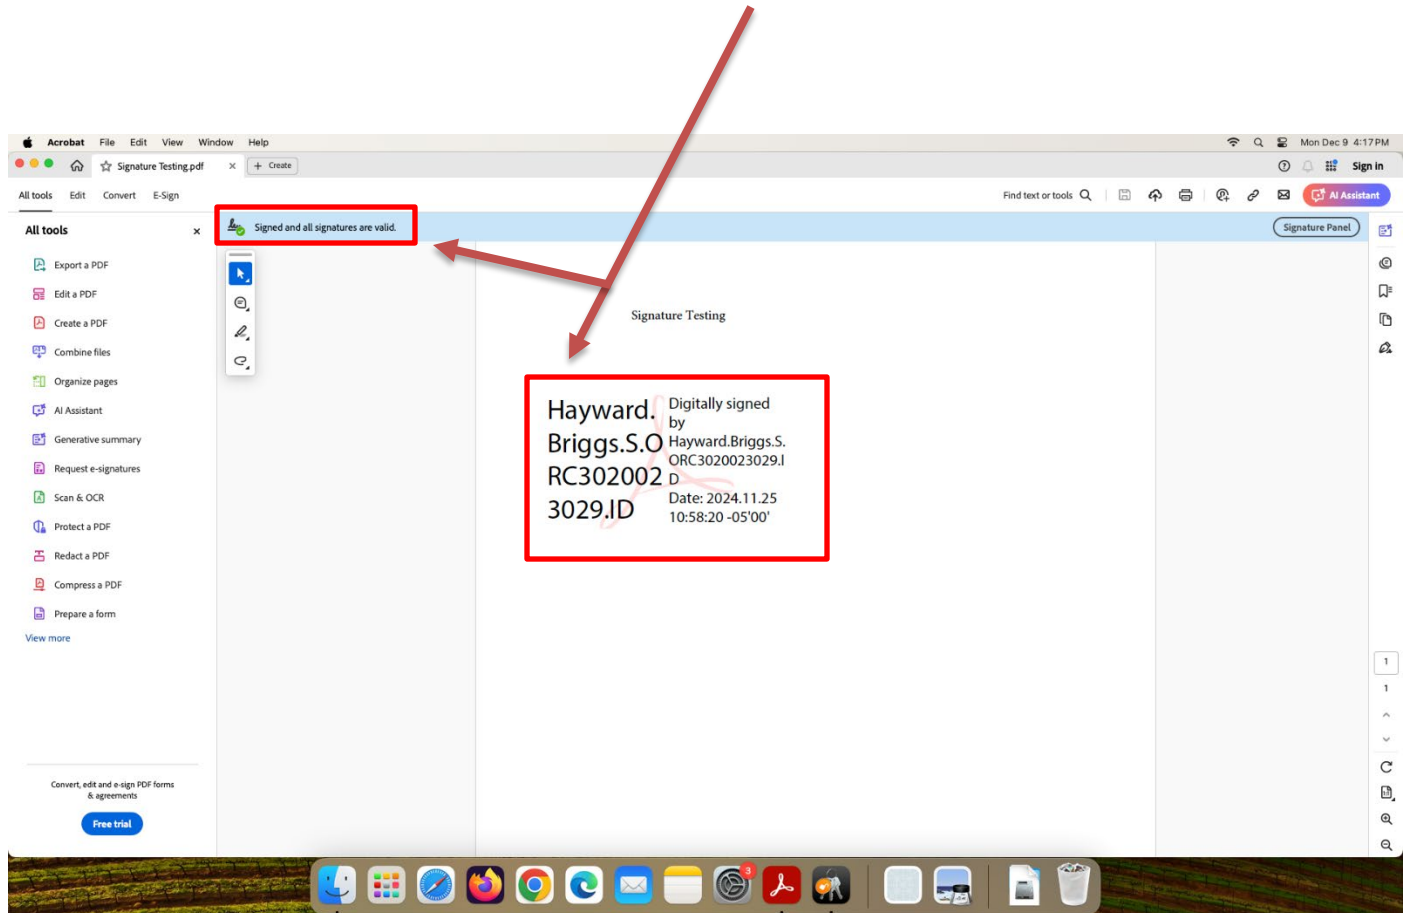 Acrobat File Edit View Window Help
Mon Dec 9 4:17 PM
Signature Testing.pdf x + Create
Sign in
All tools Edit Convert E-Sign
Find text or tools
AI Assistant
All tools x
Signed and all signatures are valid.
Signature Panel
Export a PDF
Edit a PDF
Create a PDF
Combine files
Organize pages
AI Assistant
Generative summary
Request e-signatures
Scan & OCR
Protect a PDF
Redact a PDF
Compress a PDF
Prepare a form
View more
Convert, edit and e-sign PDF forms
& agreements
Free trial
Signature Testing
Hayward.
Briggs.S.O
RC302002
3029.ID
Digitally signed
by
Hayward.Briggs.S.
ORC3020023029.I
D
Date: 2024.11.25
10:58:20 -05'00'
1
1
3